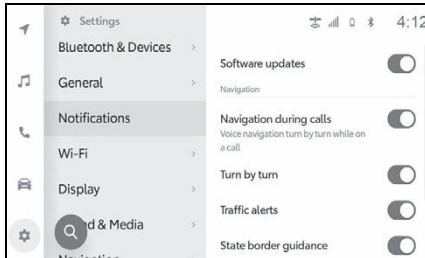 Settings
4:12
Bluetooth & Devices
General
Notifications
Wi-Fi
Display
d & Media
Software updates
Navigation
Navigation during calls
Voice navigation turn by turn while on
a call
Turn by turn
Traffic alerts
State border guidance